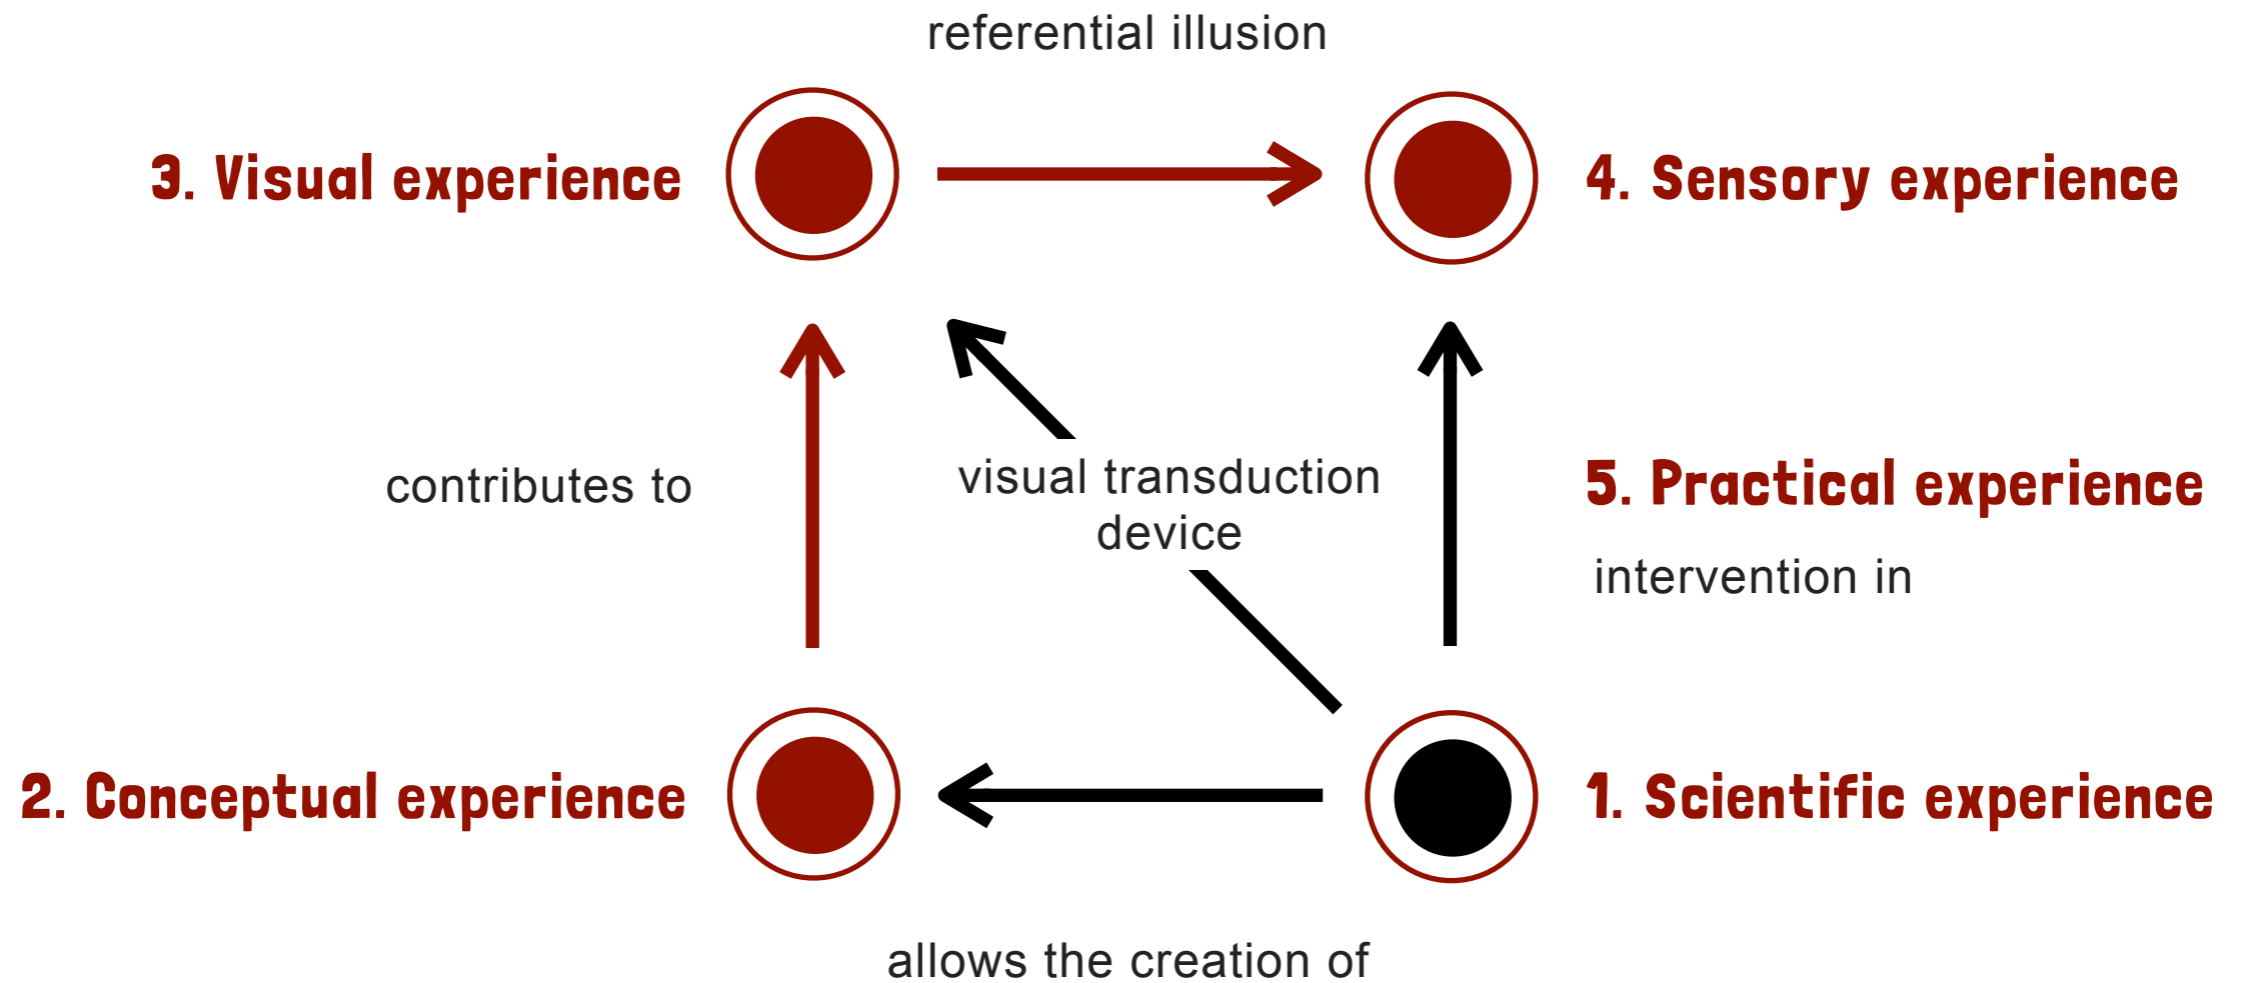 referential illusion
3. Visual experience
4. Sensory experience
contributes to
visual transduction
device
5. Practical experience
intervention in
2. Conceptual experience
1. Scientific experience
allows the creation of